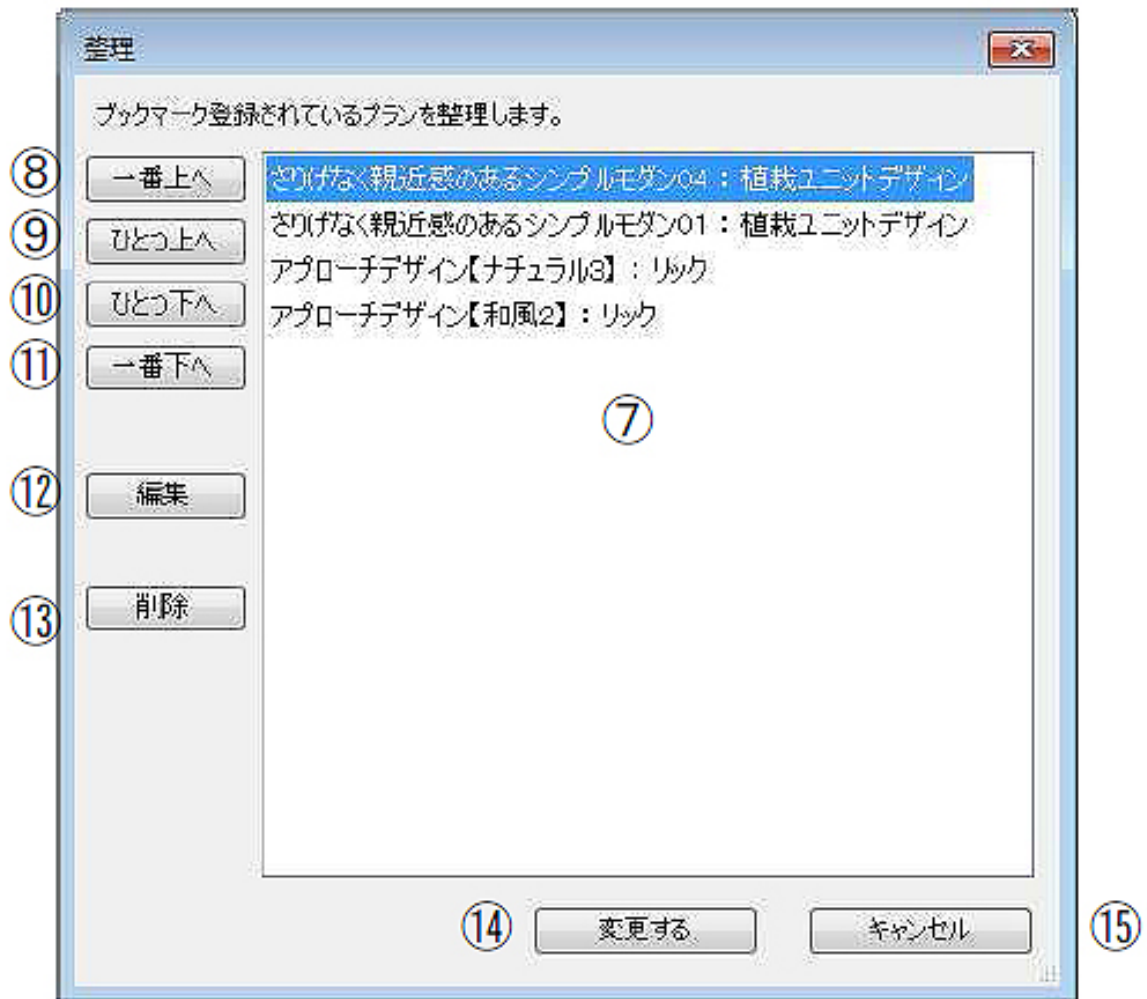 整理
ブックマーク登録されているプランを整理します。
⑧ 一番上へ
⑨ ひとつ上へ
⑩ ひとつ下へ
⑪ 一番下へ
⑫ 編集
⑬ 削除
さりげなく親近感のあるシンプルモダン04：植栽ユニットデザイン
さりげなく親近感のあるシンプルモダン01：植栽ユニットデザイン
アプローチデザイン【ナチュラル3】：リック
アプローチデザイン【和風2】：リック
⑦
⑭ 変更する
キャンセル ⑮